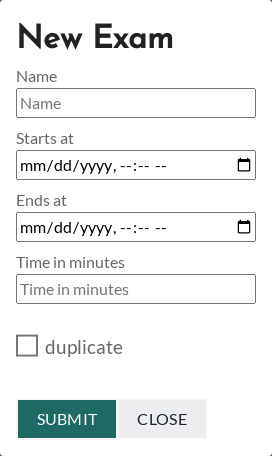 New Exam
Name
Name
Starts at
mm/dd/yyyy, --:-- --
Ends at
mm/dd/yyyy, --:-- --
Time in minutes
Time in minutes
duplicate
SUBMIT CLOSE